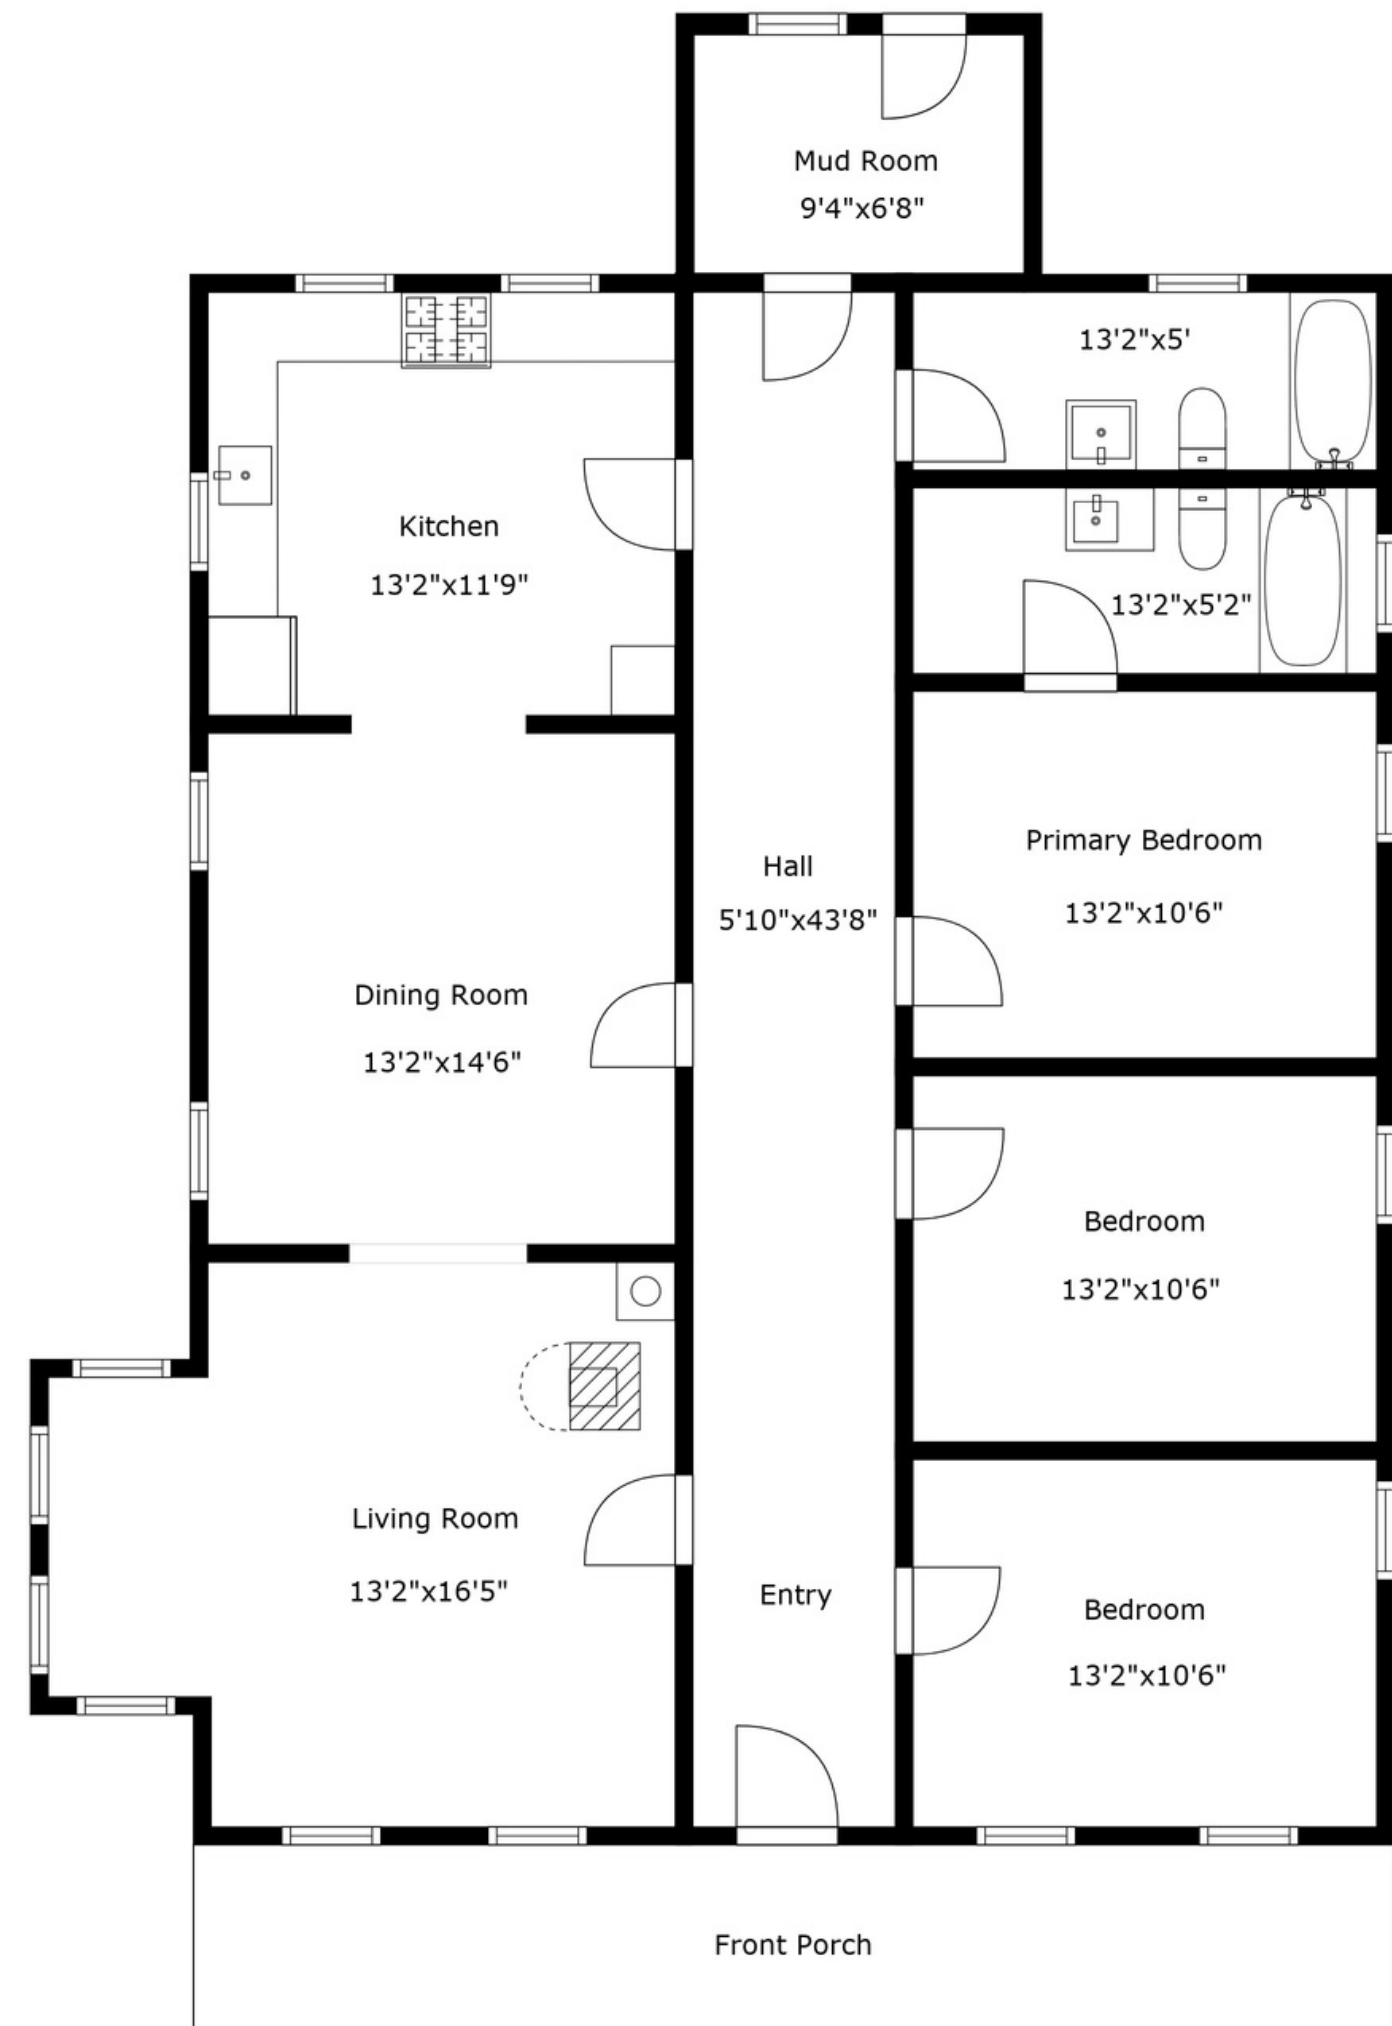 Mud Room
9'4"x6'8"
13'2"x5'
Kitchen
13'2"x11'9"
13'2"x5'2"
Primary Bedroom
13'2"x10'6"
Hall
5'10"x43'8"
Dining Room
13'2"x14'6"
Bedroom
13'2"x10'6"
Living Room
13'2"x16'5"
Entry
Bedroom
13'2"x10'6"
Front Porch